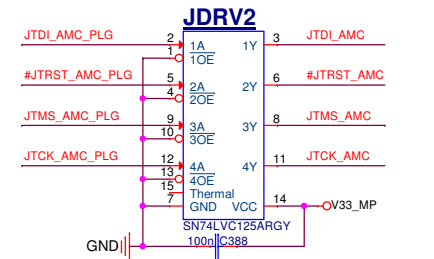 JDRV2
JTDI_AMC_PLG 2 1A 1Y 3 JTDI_AMC
1 1OE
#JTRST_AMC_PLG 5 2A 2Y 6 #JTRST_AMC
4 2OE
JTMS_AMC_PLG 9 3A 3Y 8 JTMS_AMC
10 3OE
JTCK_AMC_PLG 12 4A 4Y 11 JTCK_AMC
13 4OE
15 Thermal
7 GND VCC 14 V33_MP
SN74LVC125ARGY
100n C388
GND